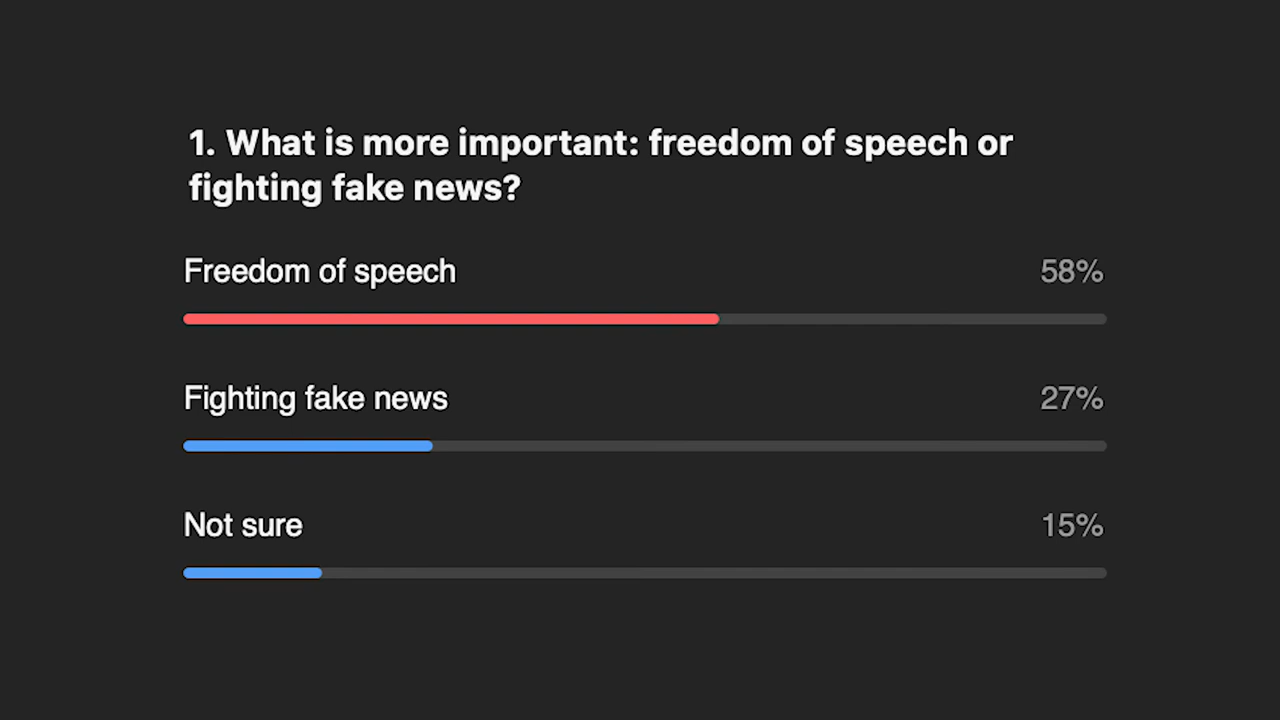 1. What is more important: freedom of speech or
fighting fake news?
Freedom of speech 58%
Fighting fake news 27%
Not sure 15%